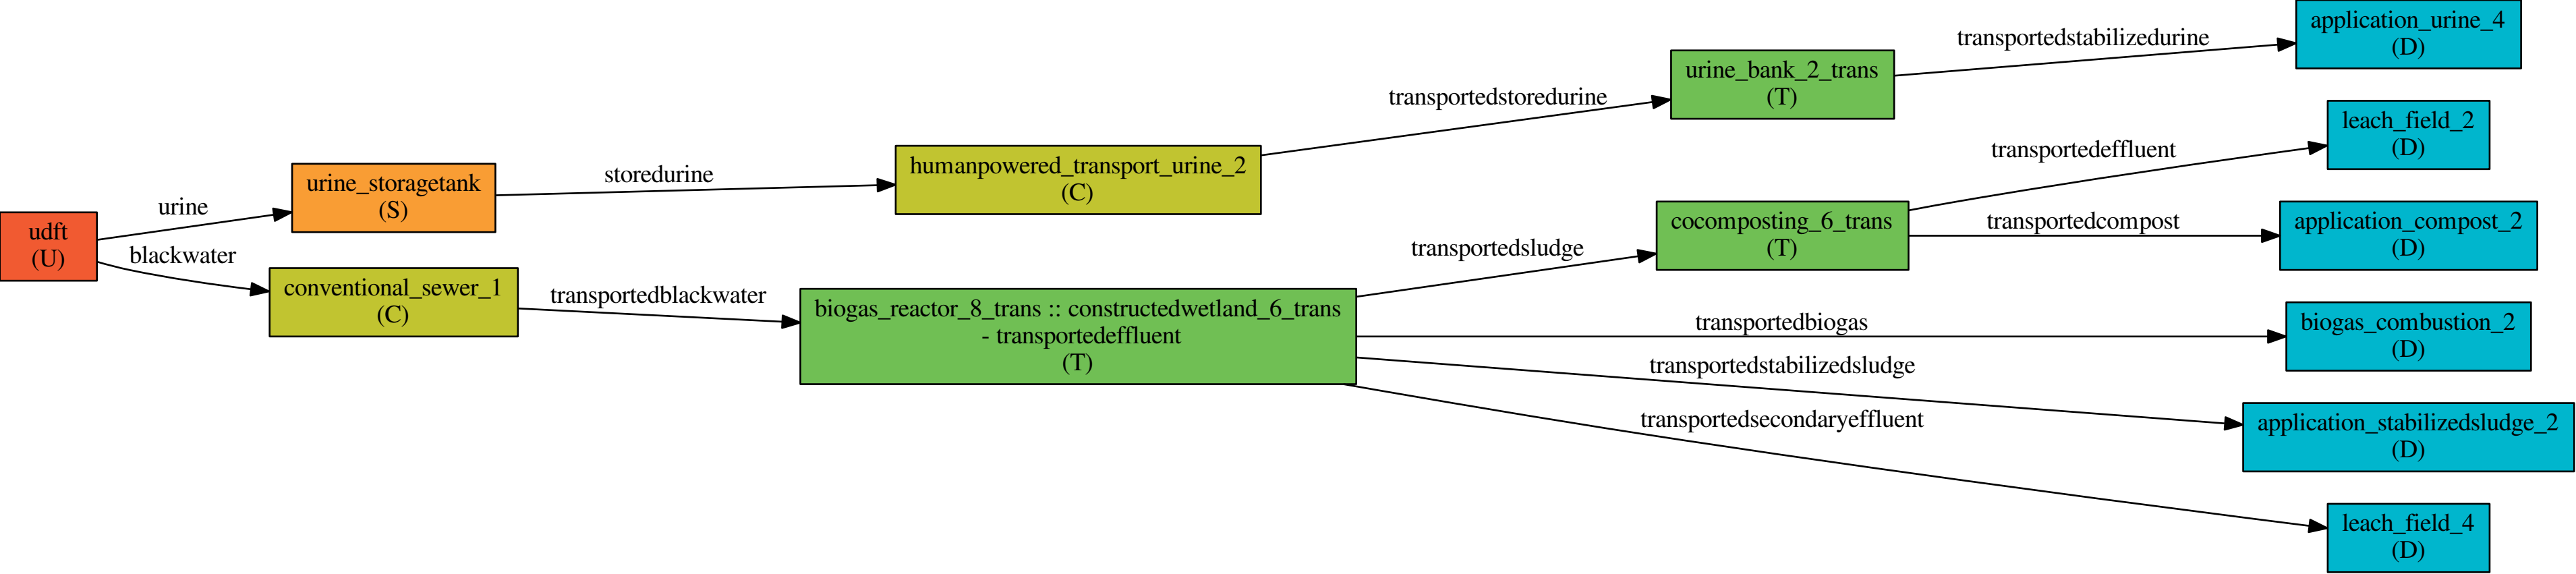 udft
(U)
urine
blackwater
urine_storagetank
(S)
conventional_sewer_1
(C)
storedurine
transportedblackwater
humanpowered_transport_urine_2
(C)
biogas_reactor_8_trans :: constructedwetland_6_trans
- transportedeffluent
(T)
transportedstoredurine
transportedsludge
urine_bank_2_trans
(T)
cocomposting_6_trans
(T)
transportedbiogas
transportedstabilizedsludge
transportedsecondaryeffluent
transportedstabilizedurine
transportedeffluent
transportedcompost
application_urine_4
(D)
leach_field_2
(D)
application_compost_2
(D)
biogas_combustion_2
(D)
application_stabilizedsludge_2
(D)
leach_field_4
(D)